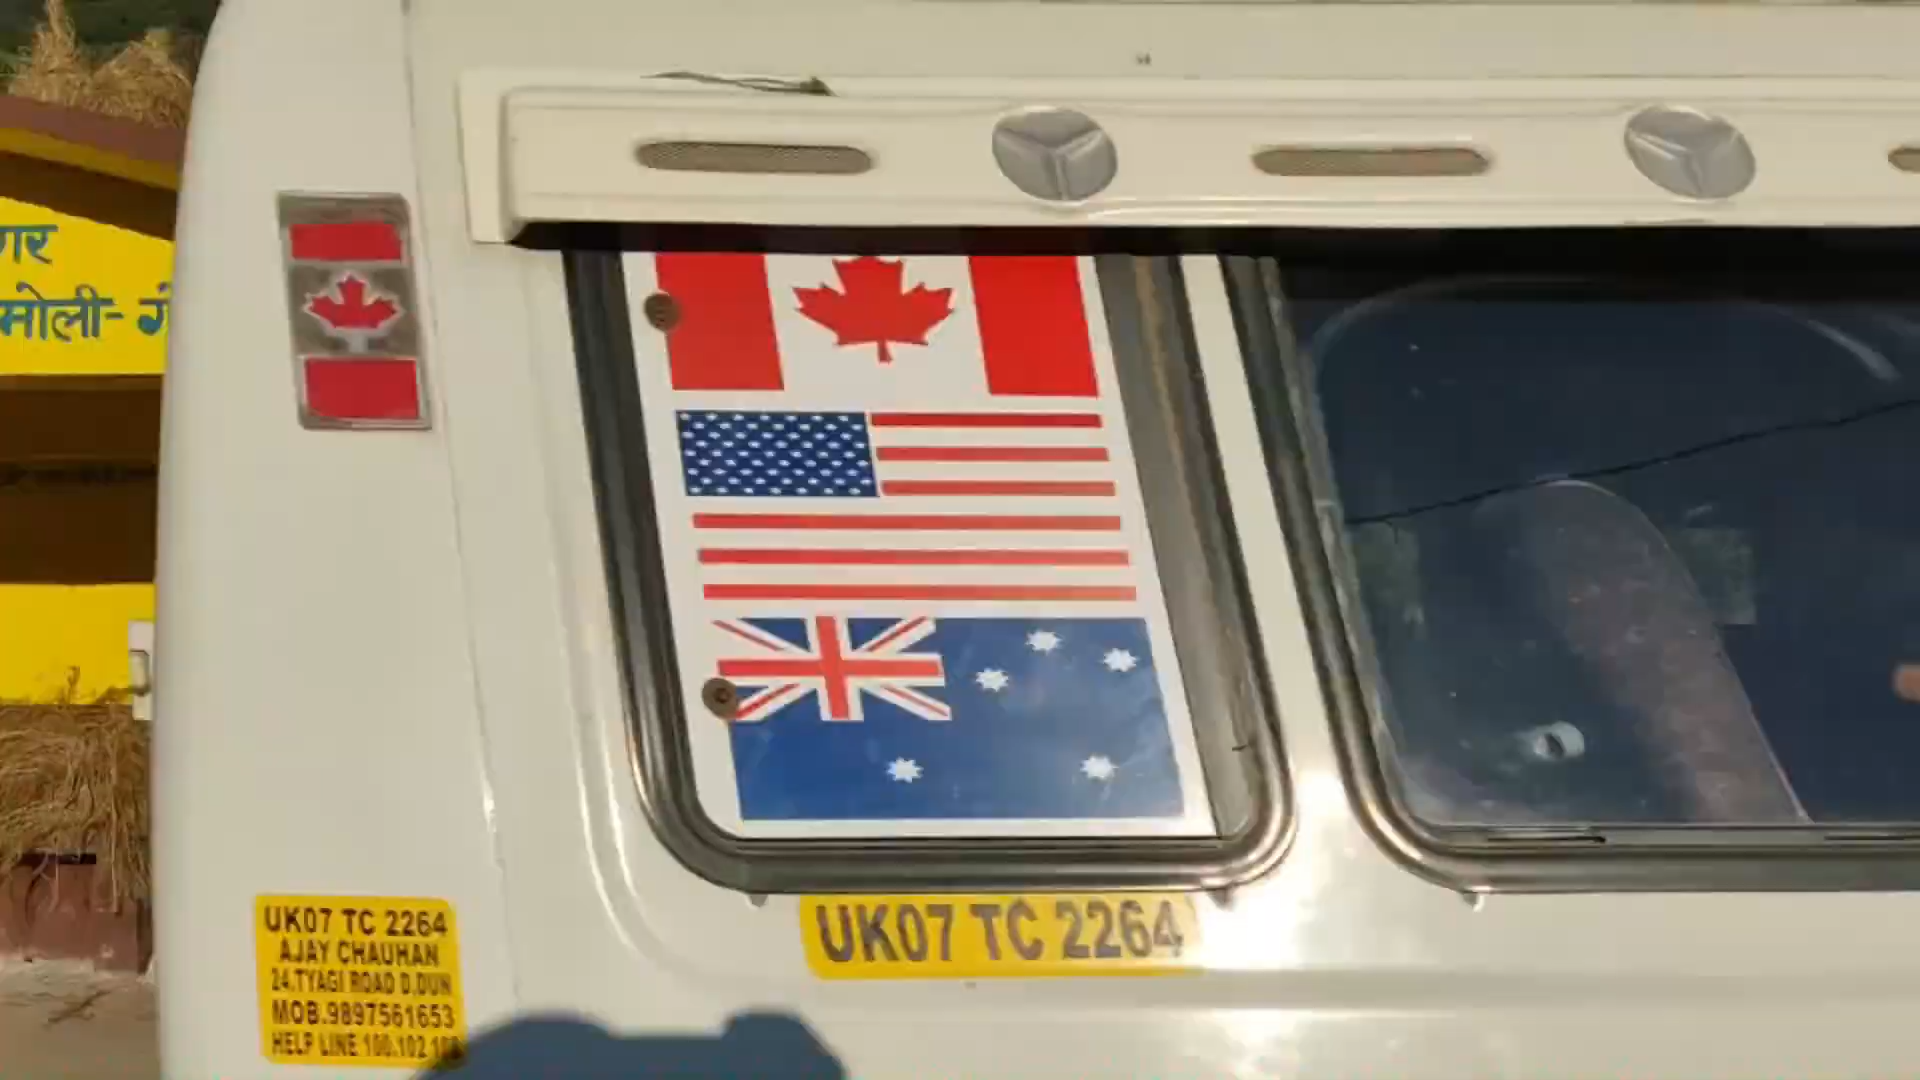 गर
मोली-
UK07 TC 2264
UK07 TC 2264
AJAY CHAUHAN
24.TYAGI ROAD D.DUN
MOB.9897561653
HELP LINE 100.102